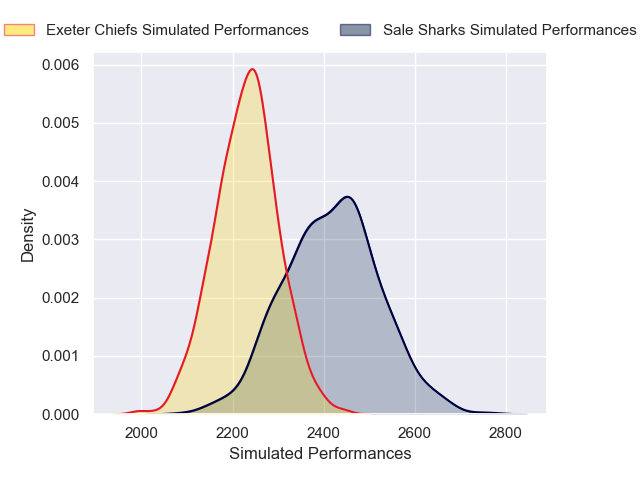 Exeter Chiefs Simulated Performances Sale Sharks Simulated Performances
0.006
0.005
0.004
0.003
0.002
0.001
0.000
Density
2000 2200 2400 2600 2800
Simulated Performances